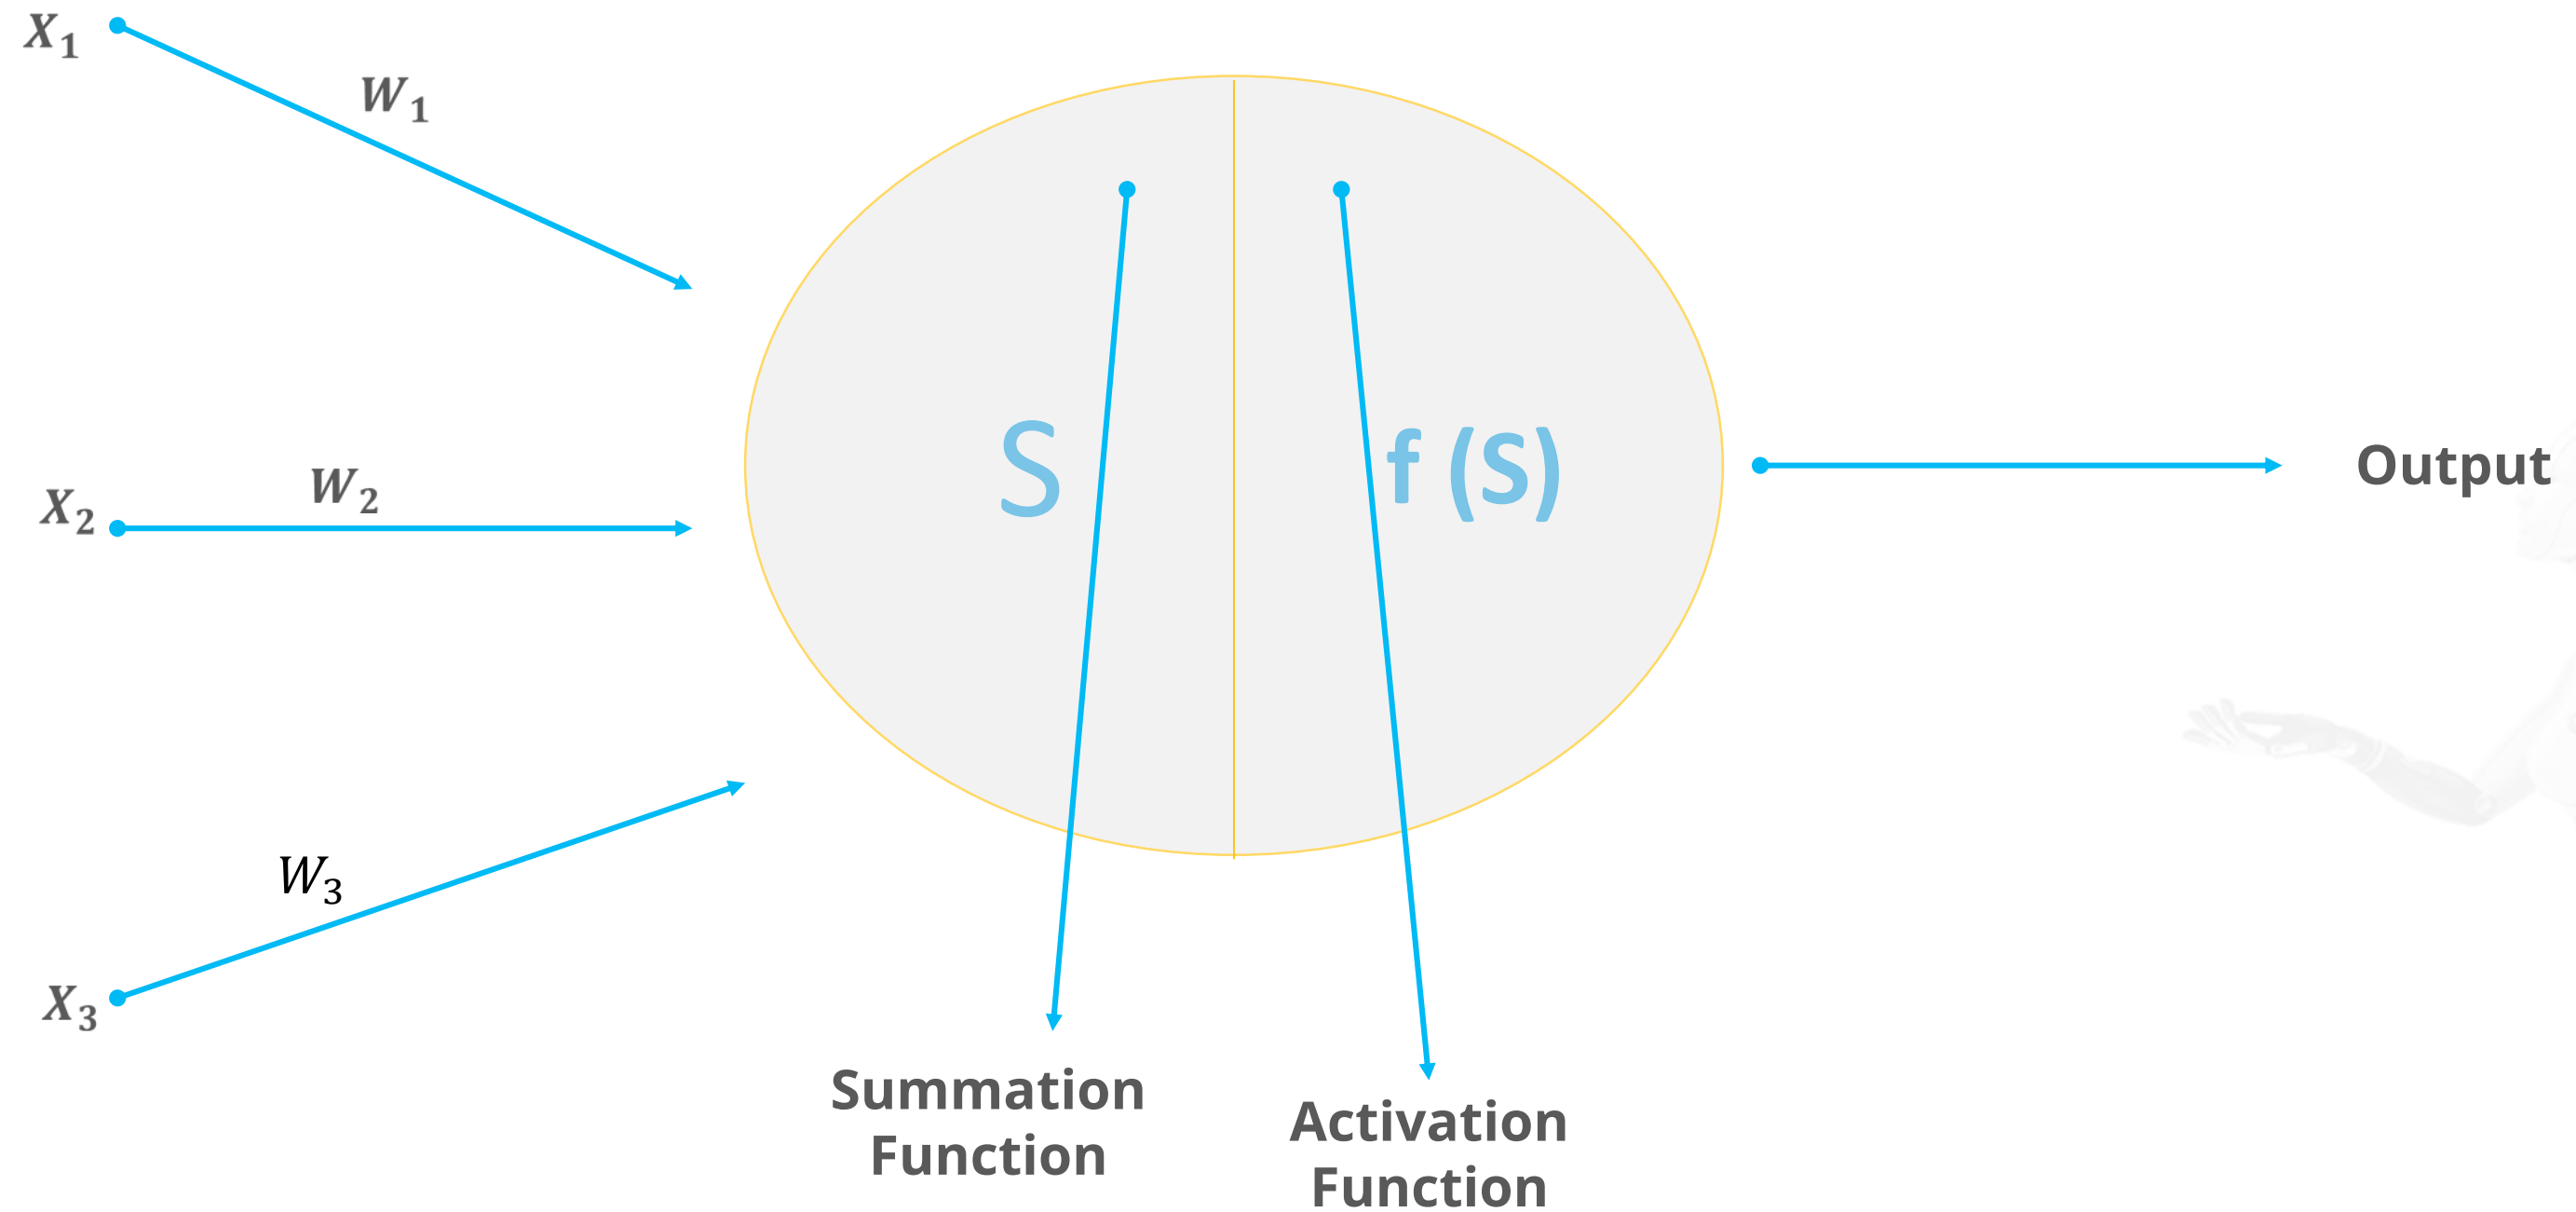 X₁
W₁
X₂
W₂
S
f (S)
Output
W₃
X₃
Summation
Function
Activation
Function